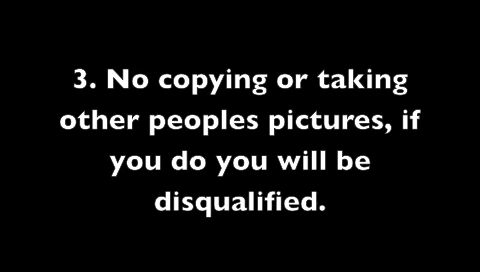 3. No copying or taking
other peoples pictures, if
you do you will be
disqualified.